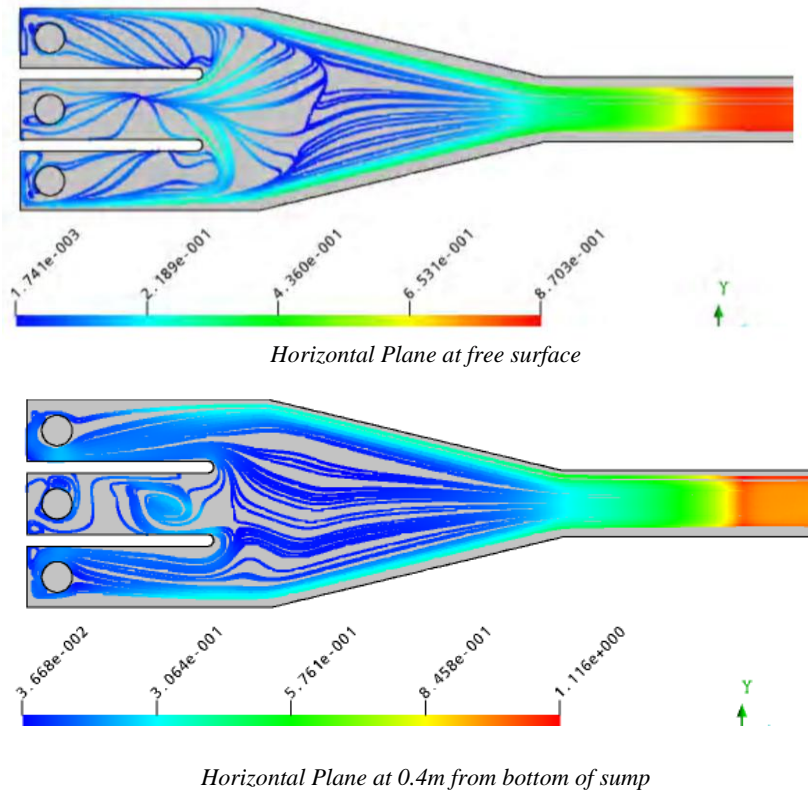 1.741e-003
2.189e-001
4.360e-001
6.531e-001
8.703e-001
Y
Horizontal Plane at free surface
3.668e-002
3.064e-001
5.761e-001
8.458e-001
1.116e+000
Y
Horizontal Plane at 0.4m from bottom of sump